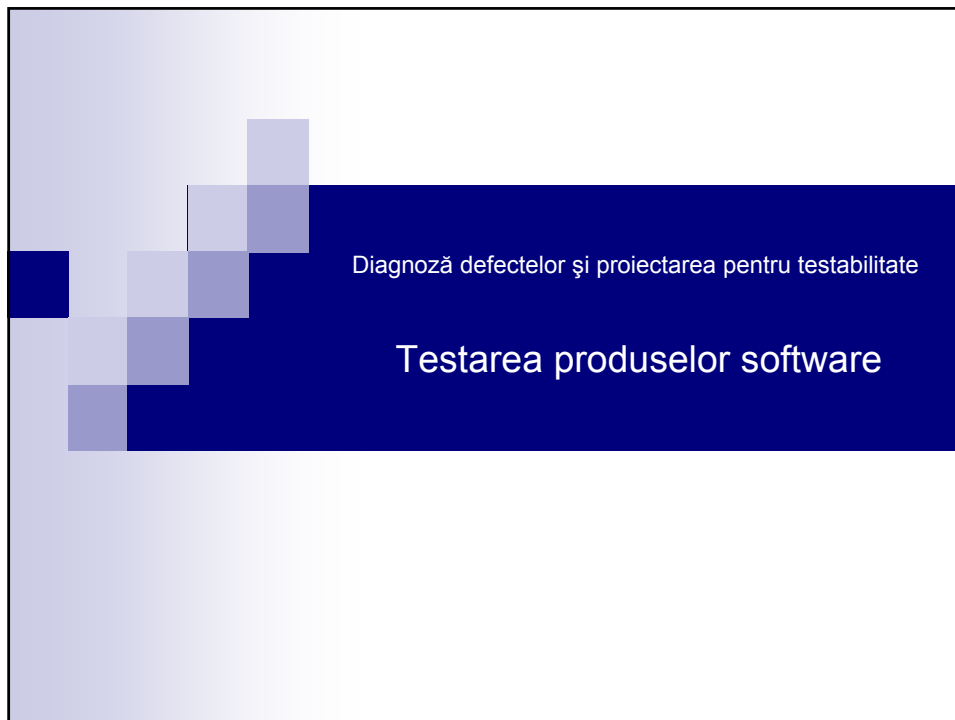 Diagnoză defectelor şi proiectarea pentru testabilitate
Testarea produselor software